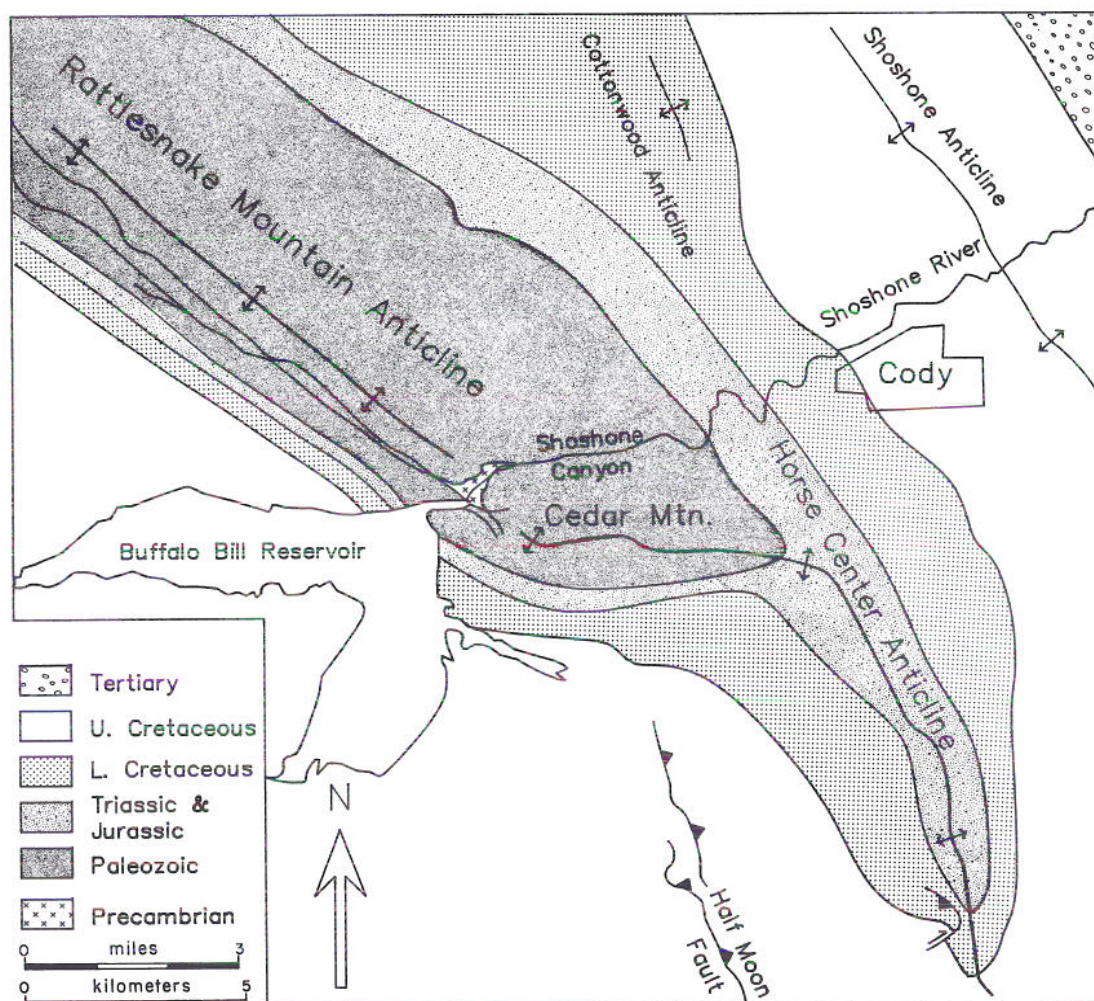 Rattlesnake Mountain Anticline
Cottonwood Anticline
Shoshone Anticline
Shoshone River
Cody
Shoshone
Canyon
Cedar Mtn.
Horse Center Anticline
Buffalo Bill Reservoir
Tertiary
U. Cretaceous
L. Cretaceous
Triassic &
Jurassic
Paleozoic
Precambrian
0 miles 3
0 kilometers 5
N
Half Moon
Fault